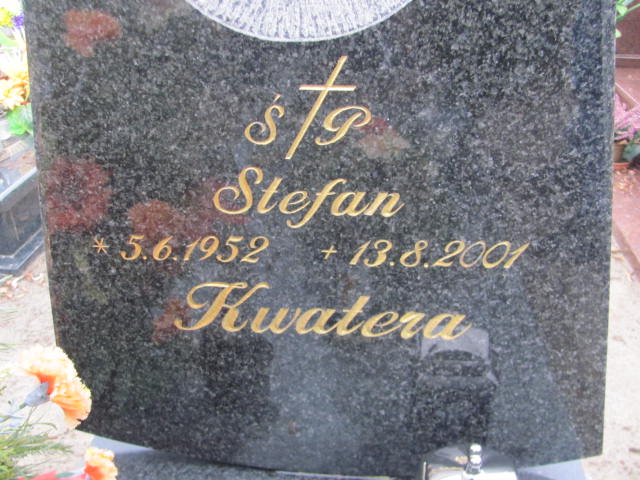 Ś P
Stefan
* 5.6.1952 + 13.8.2001
Kwatera